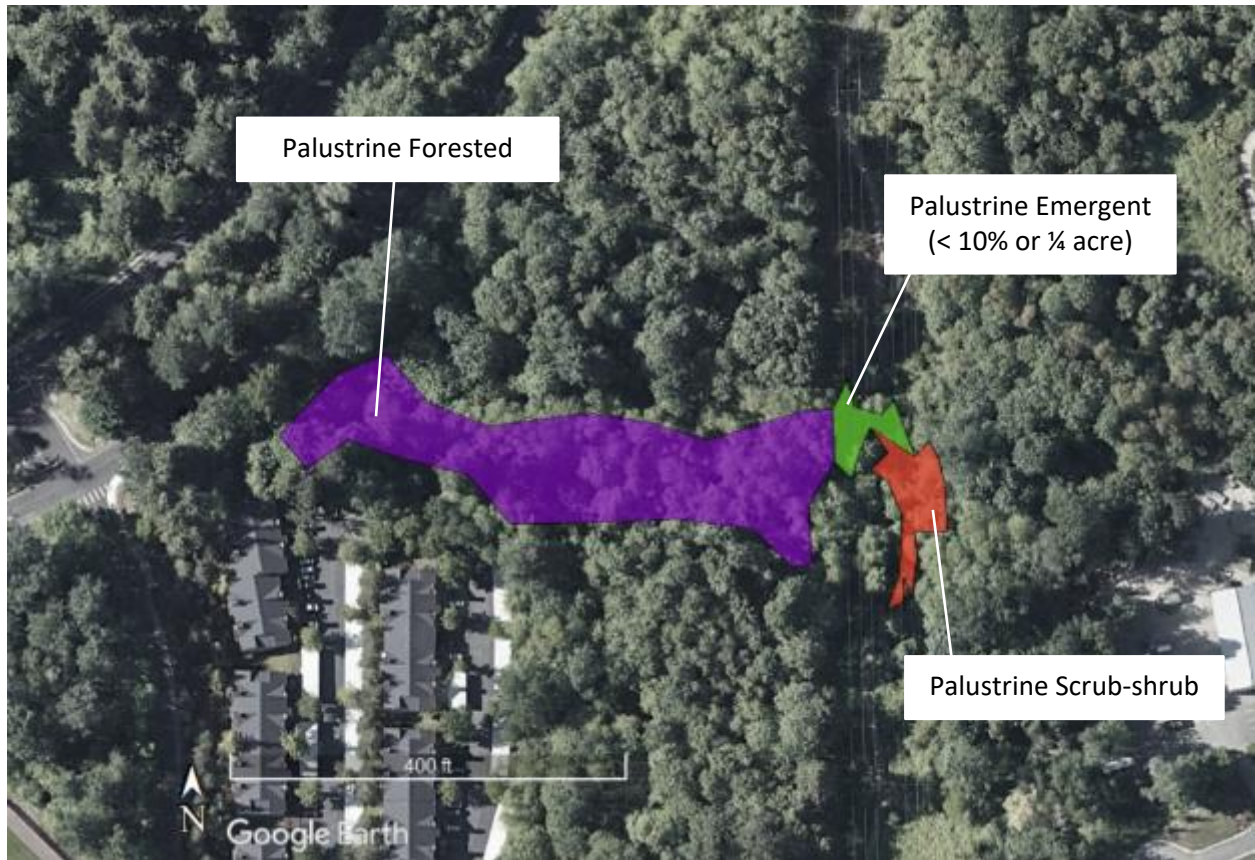 Palustrine Forested
Palustrine Emergent
(< 10% or ¼ acre)
Palustrine Scrub-shrub
400 ft
N
Google Earth